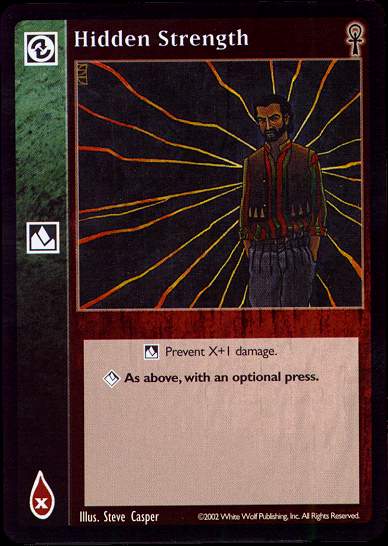 Hidden Strength
Prevent X+1 damage.
As above, with an optional press.
X
Illus. Steve Casper
©2002 White Wolf Publishing, Inc. All Rights Reserved.